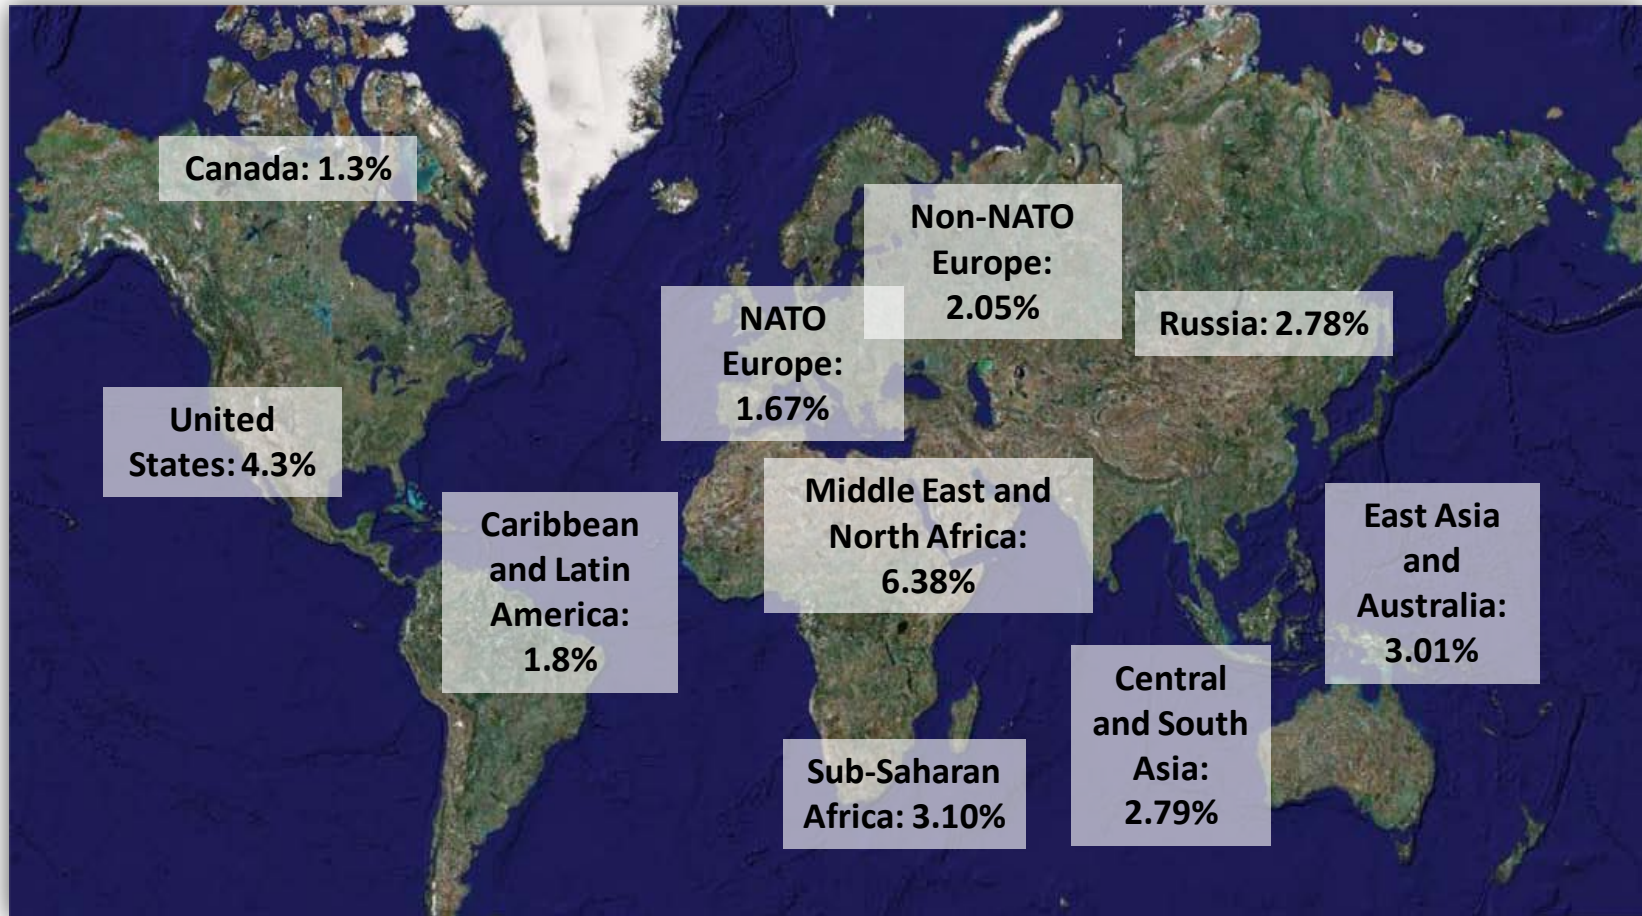 Canada: 1.3%
Non-NATO
Europe:
2.05%
NATO
Europe:
1.67%
Russia: 2.78%
United
States: 4.3%
Middle East and
North Africa:
6.38%
Caribbean
and Latin
America:
1.8%
East Asia
and
Australia:
3.01%
Central
and South
Asia:
2.79%
Sub-Saharan
Africa: 3.10%